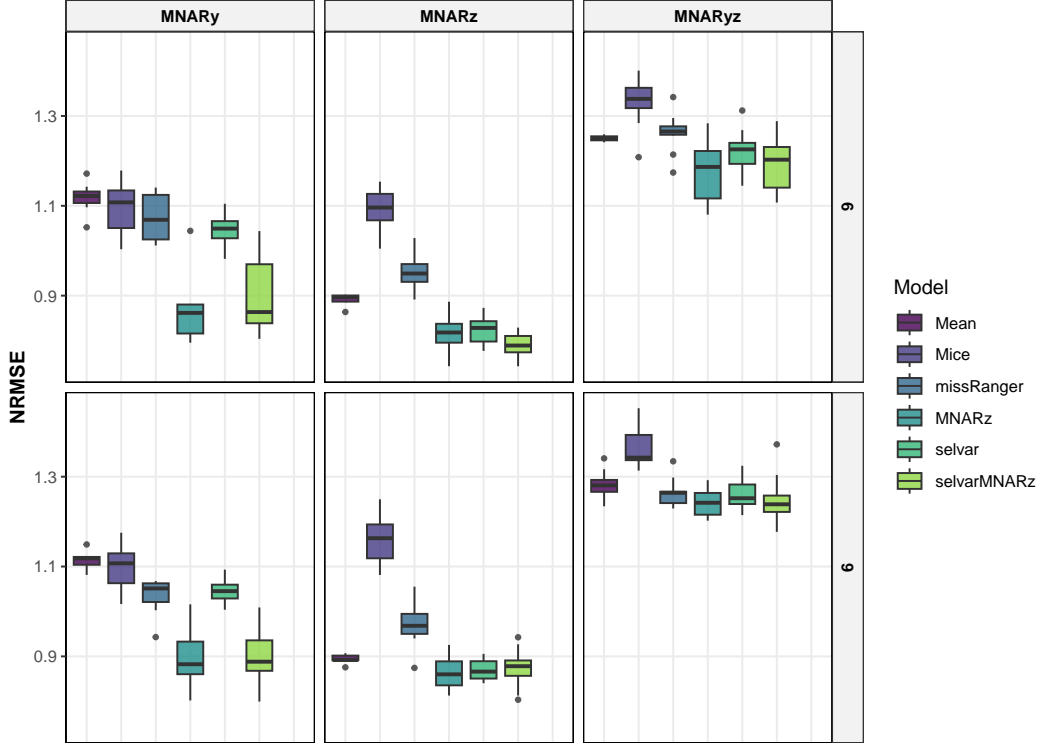 MNARy MNARz MNARyz
1.3
1.1
0.9
6
1.3
1.1
0.9
9
NRMSE
Model
Mean
Mice
missRanger
MNARz
selvar
selvarMNARz